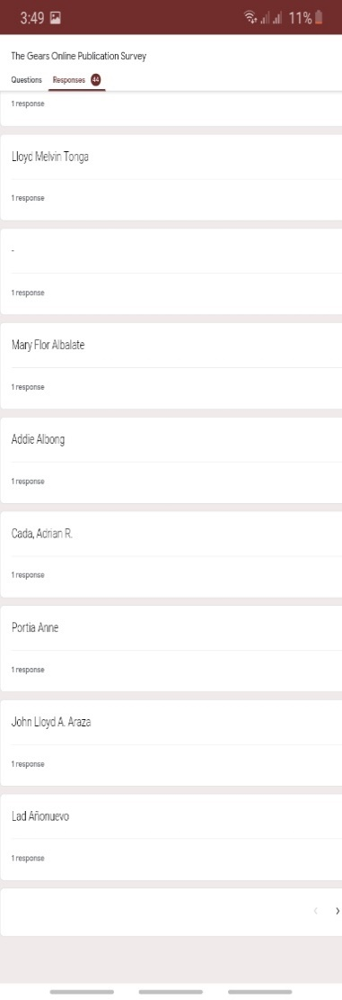 3:49 11%
The Gears Online Publication Survey
Questions Responses 44
1 response
Lloyd Melvin Tonga
1 response
-
1 response
Mary Flor Albalate
1 response
Addie Albong
1 response
Cada, Adrian R.
1 response
Portia Anne
1 response
John Lloyd A. Araza
1 response
Lad Añonuevo
1 response